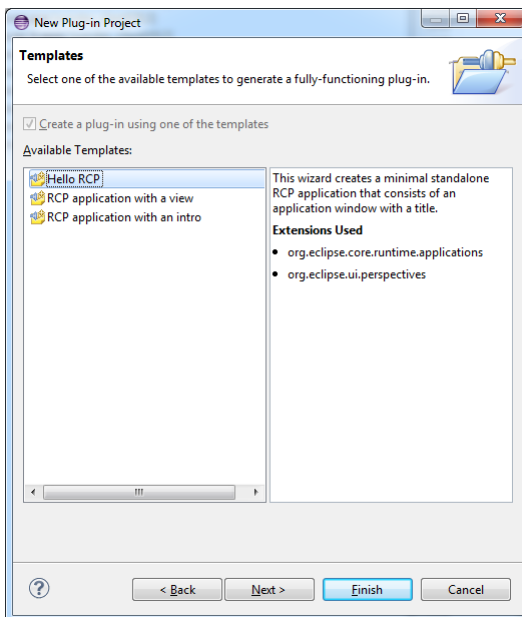 New Plug-in Project
Templates
Select one of the available templates to generate a fully-functioning plug-in.
Create a plug-in using one of the templates
Available Templates:
Hello RCP
RCP application with a view
RCP application with an intro
This wizard creates a minimal standalone
RCP application that consists of an
application window with a title.
Extensions Used
• org.eclipse.core.runtime.applications
• org.eclipse.ui.perspectives
?
< Back
Next >
Finish
Cancel